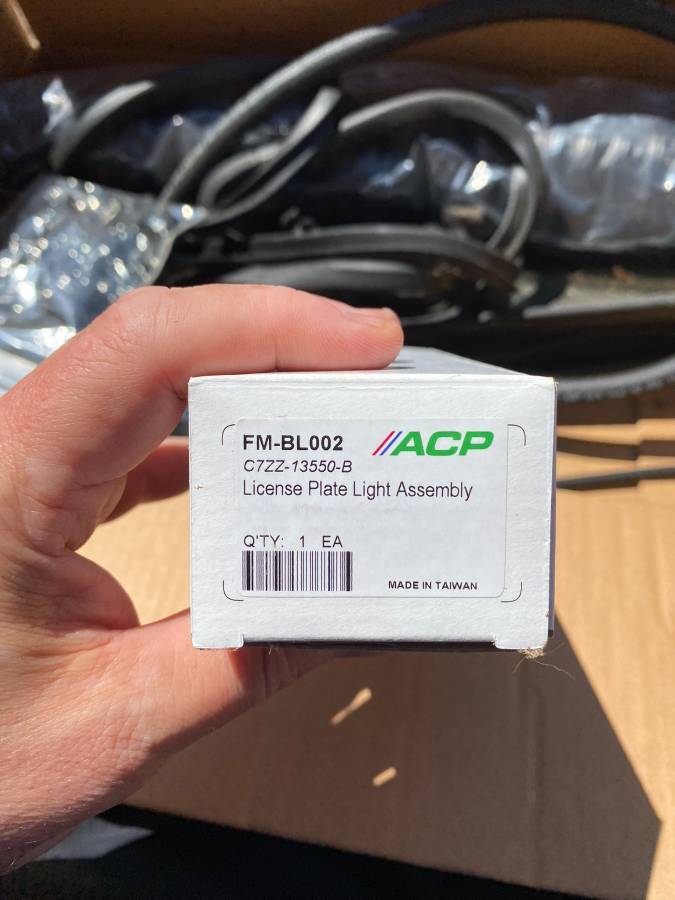 FM-BL002 ACP
C7ZZ-13550-B
License Plate Light Assembly
Q'TY: 1 EA
MADE IN TAIWAN